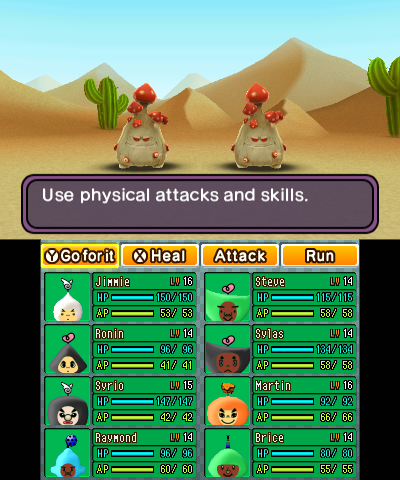 Use physical attacks and skills.
Y Go for it X Heal Attack Run
Jimmie LV 16
HP 150/150
AP 53/ 53
Steve LV 14
HP 115/115
AP 58/ 58
Ronin LV 14
HP 96/ 96
AP 41/ 41
Sylas LV 14
HP 134/134
AP 58/ 58
Syrio LV 15
HP 147/147
AP 42/ 42
Martin LV 16
HP 92/ 92
AP 66/ 66
Raymond LV 14
HP 96/ 96
AP 60/ 60
Brice LV 14
HP 80/ 80
AP 55/ 55